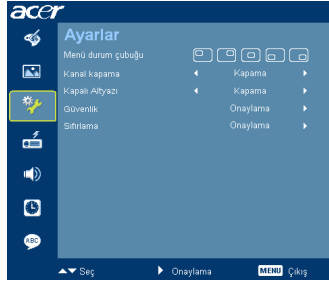 acer
Ayarlar
Menü durum çubuğu
Kanal kapama Kapama
Kapalı Altyazı Kapama
Güvenlik Onaylama
Sıfırlama Onaylama
ABC
Seç Onaylama MENU Çıkış